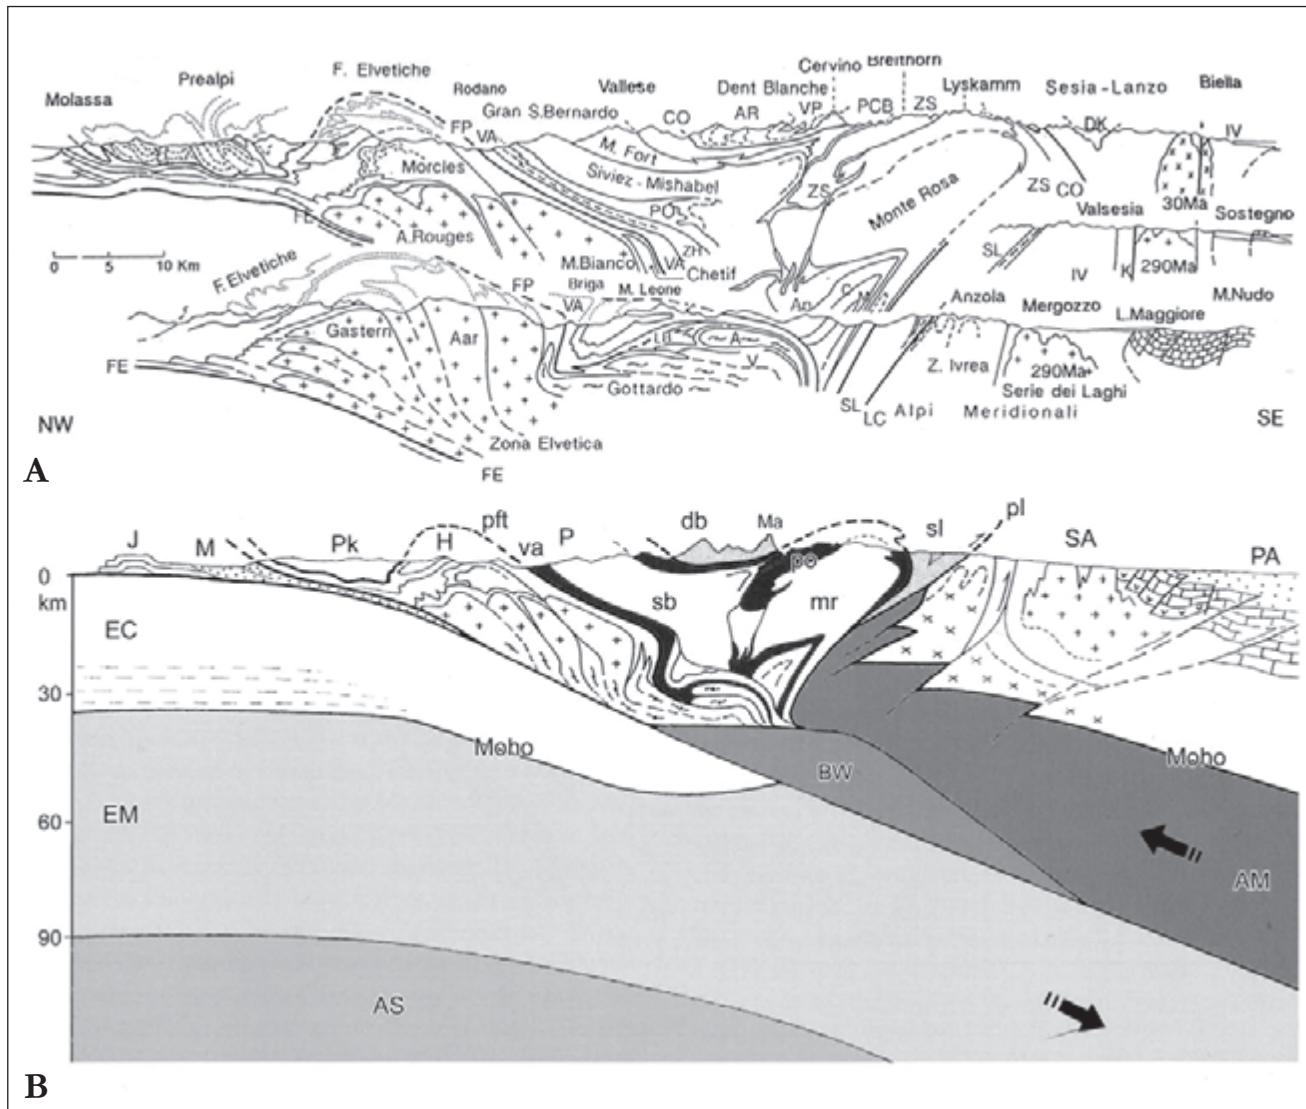 Cervino Breithorn
F. Elvetiche Dent Blanche Lyskamm Sesia-Lanzo Biella
Prealpi Rodano Vallese VP PCB ZS
Molassa Gran S.Bernardo CO AR DK IV
FP VA M. Fort
Morcles Siviez-Mishabel ZS Monte Rosa ZS CO 30Ma
FE A.Rouges PO Valsesia Sostegno
0 5 10 Km M.Bianco VA ZH Chetif SL IV K 290Ma
F.Elvetiche FP Briga M. Leone An C M Anzola Mergozzo M.Nudo
VA L.Maggiore
Gastern Aar A Z. Ivrea 290Ma
FE V
Gottardo Serie dei Laghi
NW SL LC Alpi Meridionali SE
Zona Elvetica
A FE
J M Pk H pft va P db Ma sl pl SA PA
0
km sb po mr
EC
30
Moho BW Moho
EM
60
AM
90
AS
B